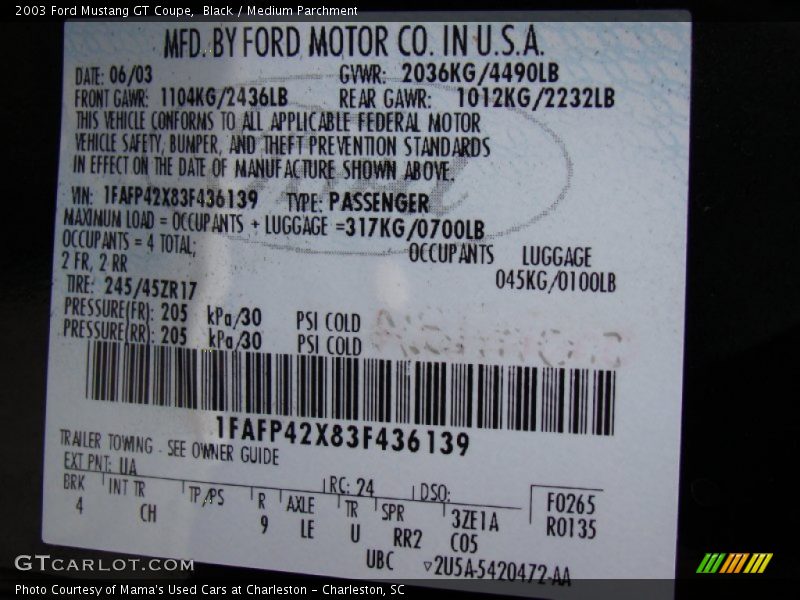 2003 Ford Mustang GT Coupe,  Black / Medium Parchment
MFD. BY FORD MOTOR CO. IN U.S.A.
DATE: 06/03 GVWR: 2036KG/4490LB
FRONT GAWR: 1104KG/2436LB REAR GAWR: 1012KG/2232LB
THIS VEHICLE CONFORMS TO ALL APPLICABLE FEDERAL MOTOR
VEHICLE SAFETY, BUMPER, AND THEFT PREVENTION STANDARDS
IN EFFECT ON THE DATE OF MANUFACTURE SHOWN ABOVE.
VIN: 1FAFP42X83F436139 TYPE: PASSENGER
MAXIMUM LOAD = OCCUPANTS + LUGGAGE =317KG/0700LB
OCCUPANTS = 4 TOTAL; OCCUPANTS LUGGAGE
2 FR, 2 RR 045KG/0100LB
TIRE: 245/45ZR17
PRESSURE(FR): 205 kPa/30 PSI COLD
PRESSURE(RR): 205 kPa/30 PSI COLD
1FAFP42X83F436139
TRAILER TOWING - SEE OWNER GUIDE
EXT PNT: UA RC: 24 DSO:
BRK INT TR TP/PS R AXLE TR SPR 3ZE1A F0265
4 CH 9 LE U RR2 C05 R0135
UBC ▽2U5A-5420472-AA
Ford
GTCARLOT.COM
Photo Courtesy of Mama's Used Cars at Charleston - Charleston, SC